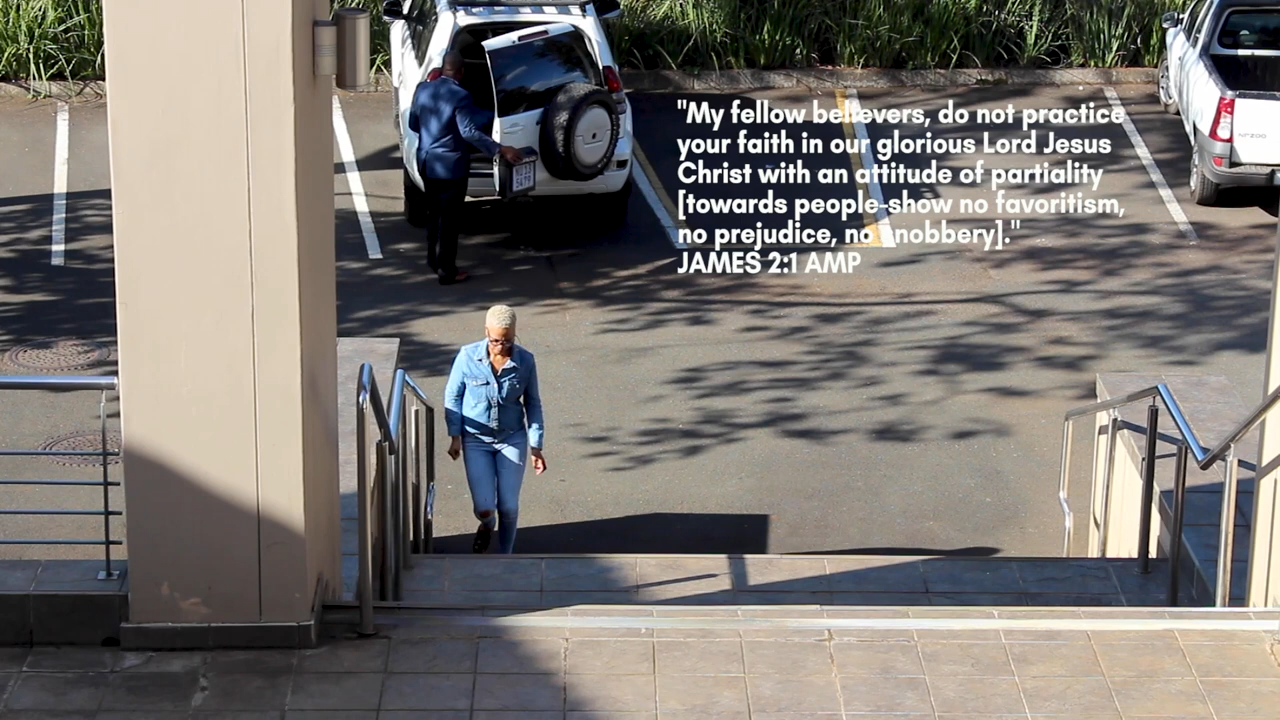 "My fellow believers, do not practice
your faith in our glorious Lord Jesus
Christ with an attitude of partiality
[towards people-show no favoritism,
no prejudice, no snobbery]."
JAMES 2:1 AMP